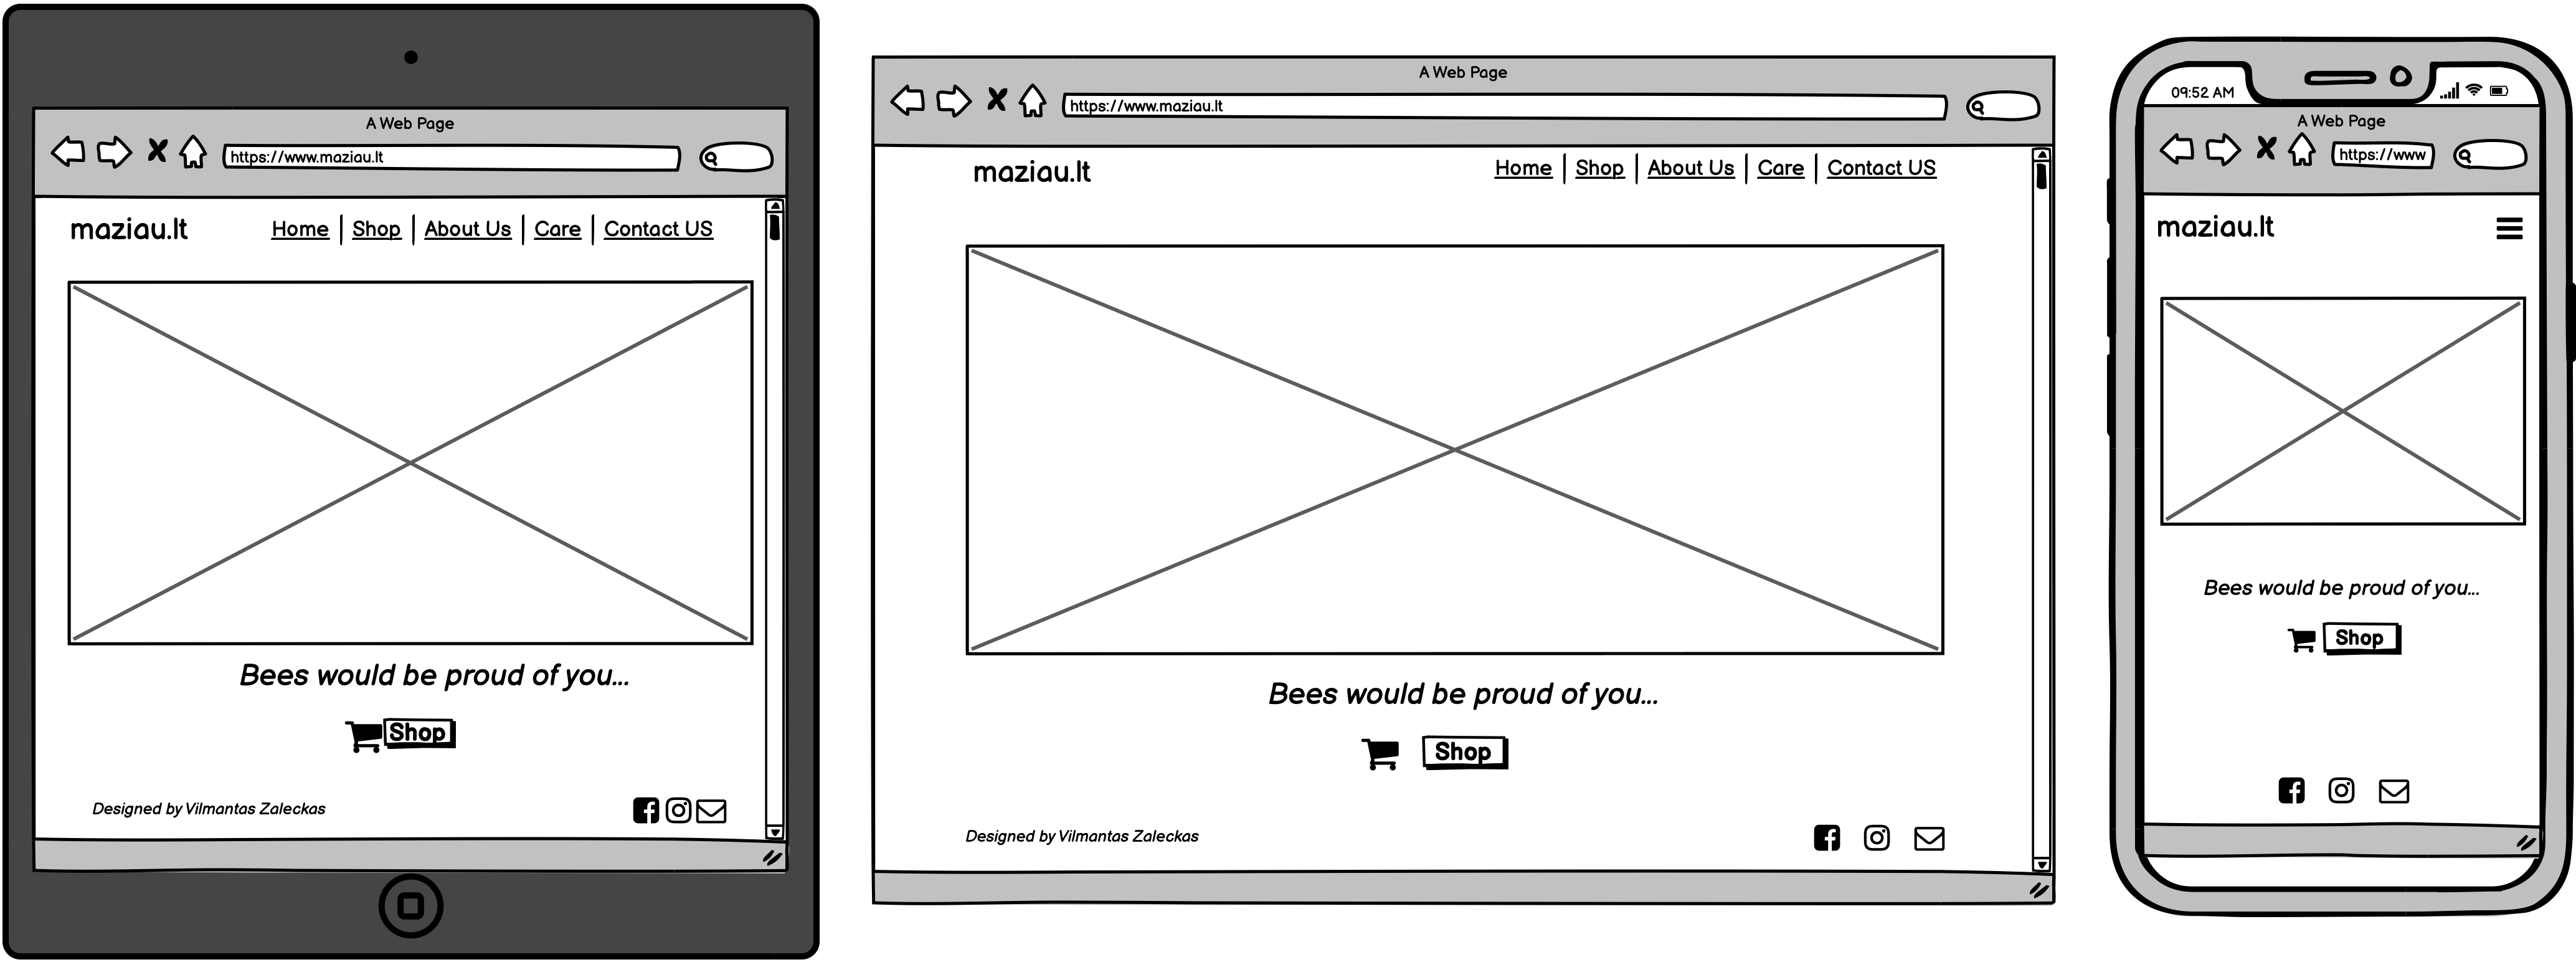 A Web Page
https://www.maziau.lt
maziau.lt
Home | Shop | About Us | Care | Contact US
Bees would be proud of you...
Shop
Designed by Vilmantas Zaleckas
A Web Page
https://www.maziau.lt
maziau.lt
Home | Shop | About Us | Care | Contact US
Bees would be proud of you...
Shop
Designed by Vilmantas Zaleckas
09:52 AM
A Web Page
https://www
maziau.lt
Bees would be proud of you...
Shop